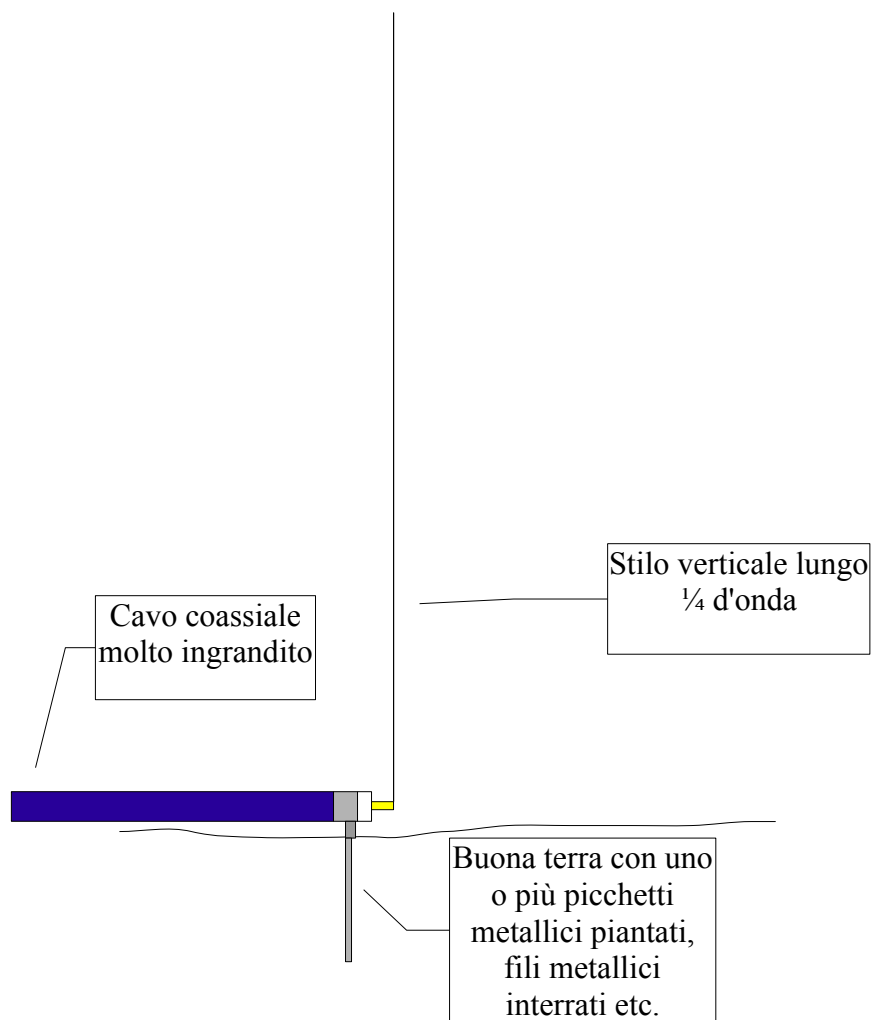 Stilo verticale lungo
¼ d'onda
Cavo coassiale
molto ingrandito
Buona terra con uno
o più picchetti
metallici piantati,
fili metallici
interrati etc.